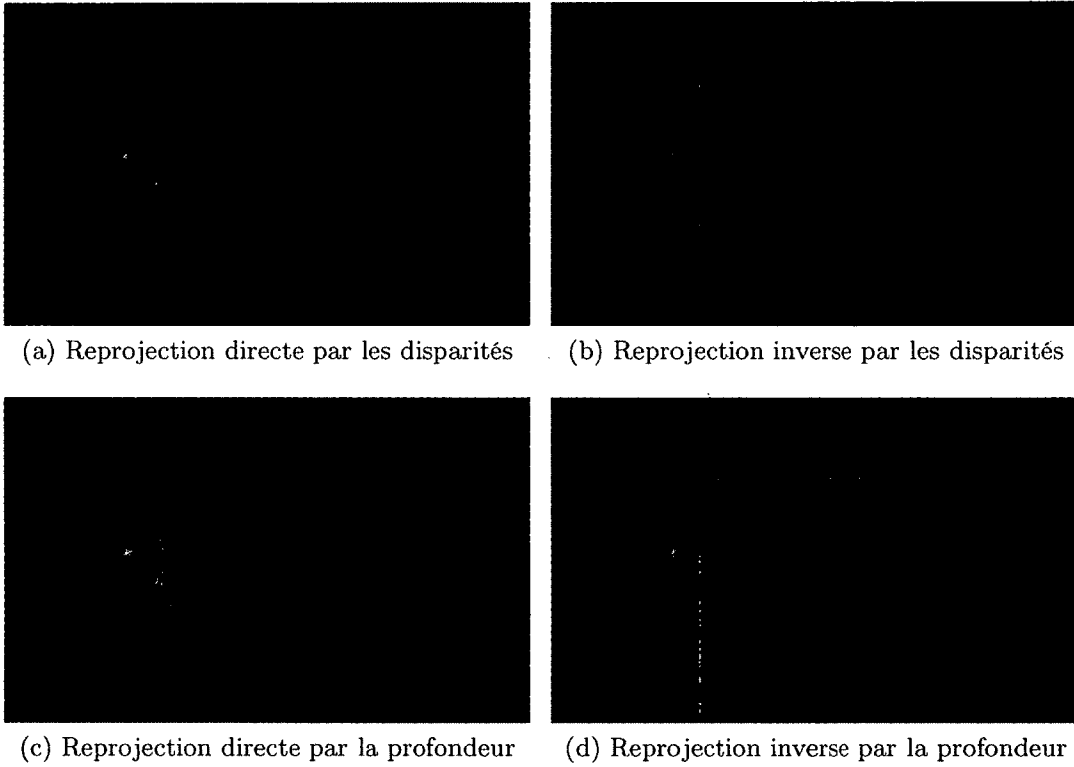 (a) Reprojection directe par les disparités
(b) Reprojection inverse par les disparités
(c) Reprojection directe par la profondeur
(d) Reprojection inverse par la profondeur